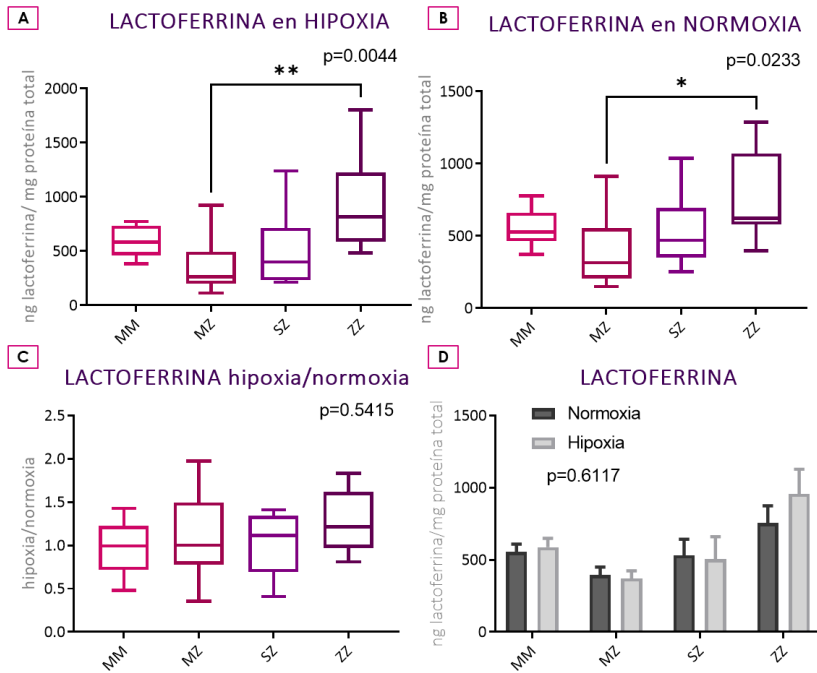 A
LACTOFERRINA en HIPOXIA
p=0.0044
**
ng lactoferrina/ mg proteína total
2000
1500
1000
500
0
MM
MZ
SZ
ZZ
B
LACTOFERRINA en NORMOXIA
p=0.0233
*
ng lactoferrina/mg proteína total
1500
1000
500
0
MM
MZ
SZ
ZZ
C
LACTOFERRINA hipoxia/normoxia
p=0.5415
hipoxia/normoxia
2.5
2.0
1.5
1.0
0.5
0.0
MM
MZ
SZ
ZZ
D
LACTOFERRINA
Normoxia
Hipoxia
p=0.6117
ng lactoferrina/mg proteína total
1500
1000
500
0
MM
MZ
SZ
ZZ